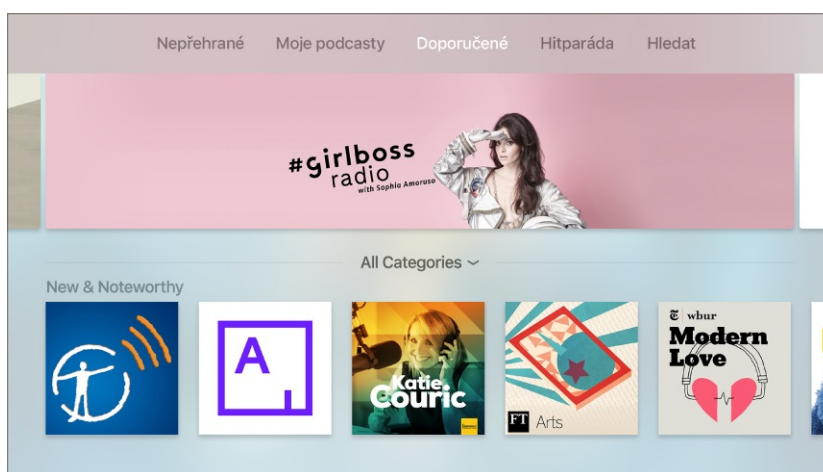 Nepřehrané Moje podcasty Doporučené Hitparáda Hledat
#girlboss
radio
with Sophia Amoruso
All Categories
New & Noteworthy
A
Katie
Couric
FT Arts
T wbur
Modern
Love